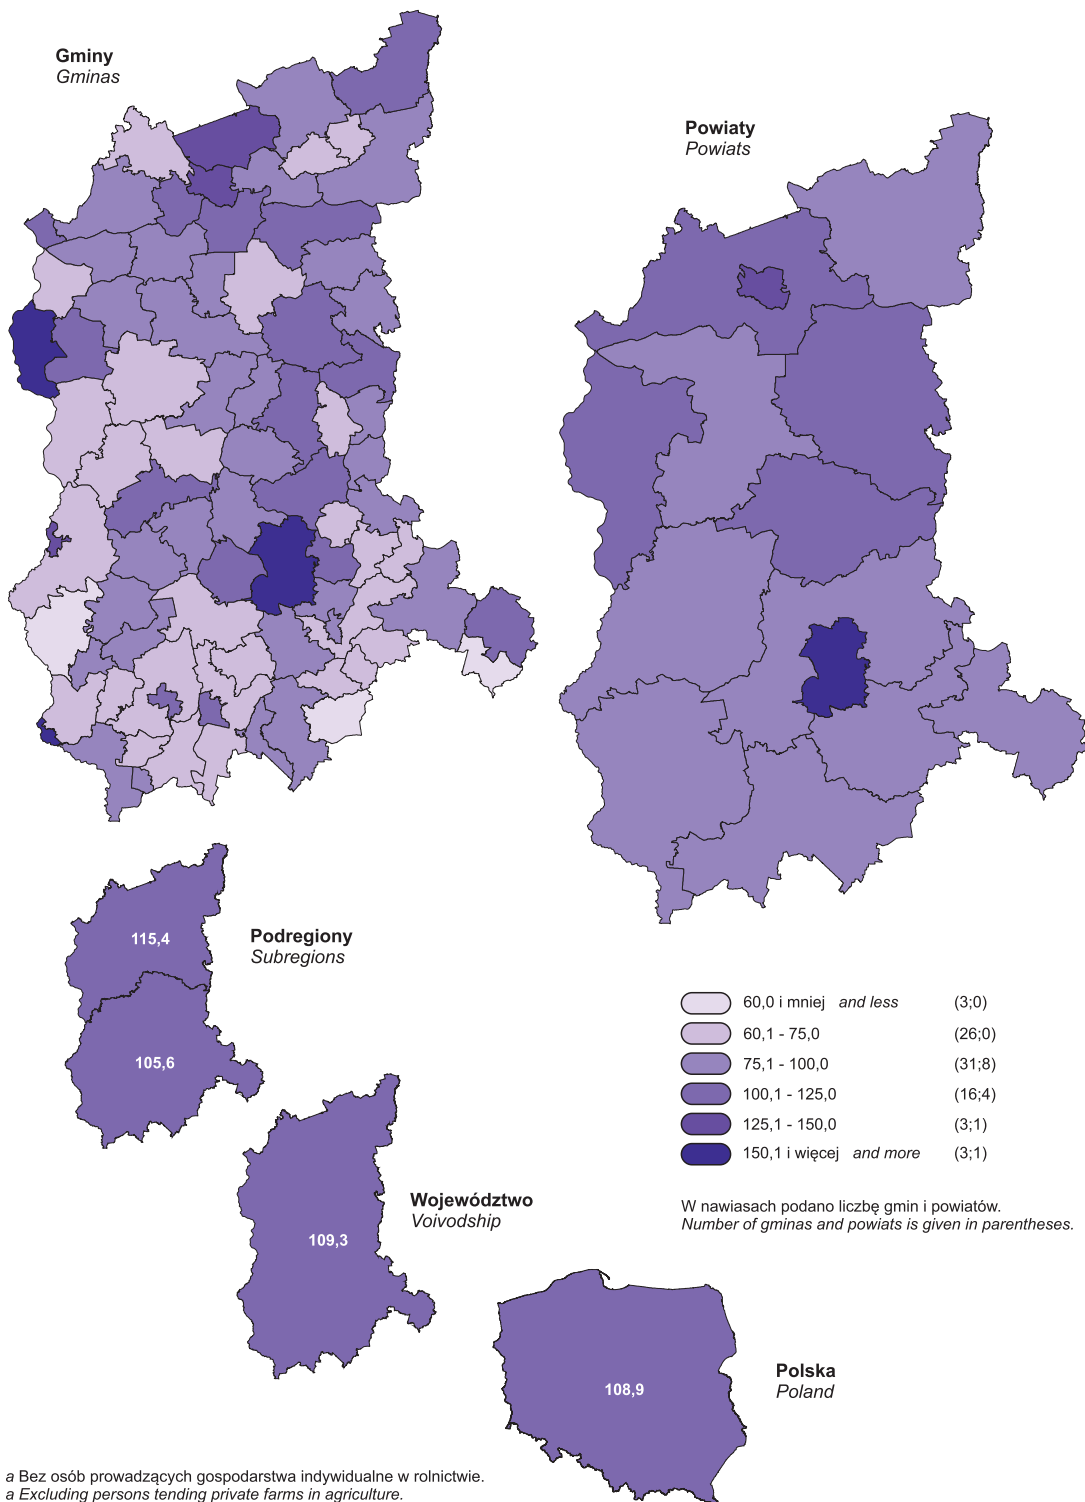 Gminy
Gminas
Powiaty
Powiats
115,4
105,6
Podregiony
Subregions
60,0 i mniej and less (3;0)
60,1 - 75,0 (26;0)
75,1 - 100,0 (31;8)
100,1 - 125,0 (16;4)
125,1 - 150,0 (3;1)
150,1 i więcej and more (3;1)
W nawiasach podano liczbę gmin i powiatów.
Number of gminas and powiats is given in parentheses.
109,3
Województwo
Voivodship
108,9
Polska
Poland
a Bez osób prowadzących gospodarstwa indywidualne w rolnictwie.
a Excluding persons tending private farms in agriculture.